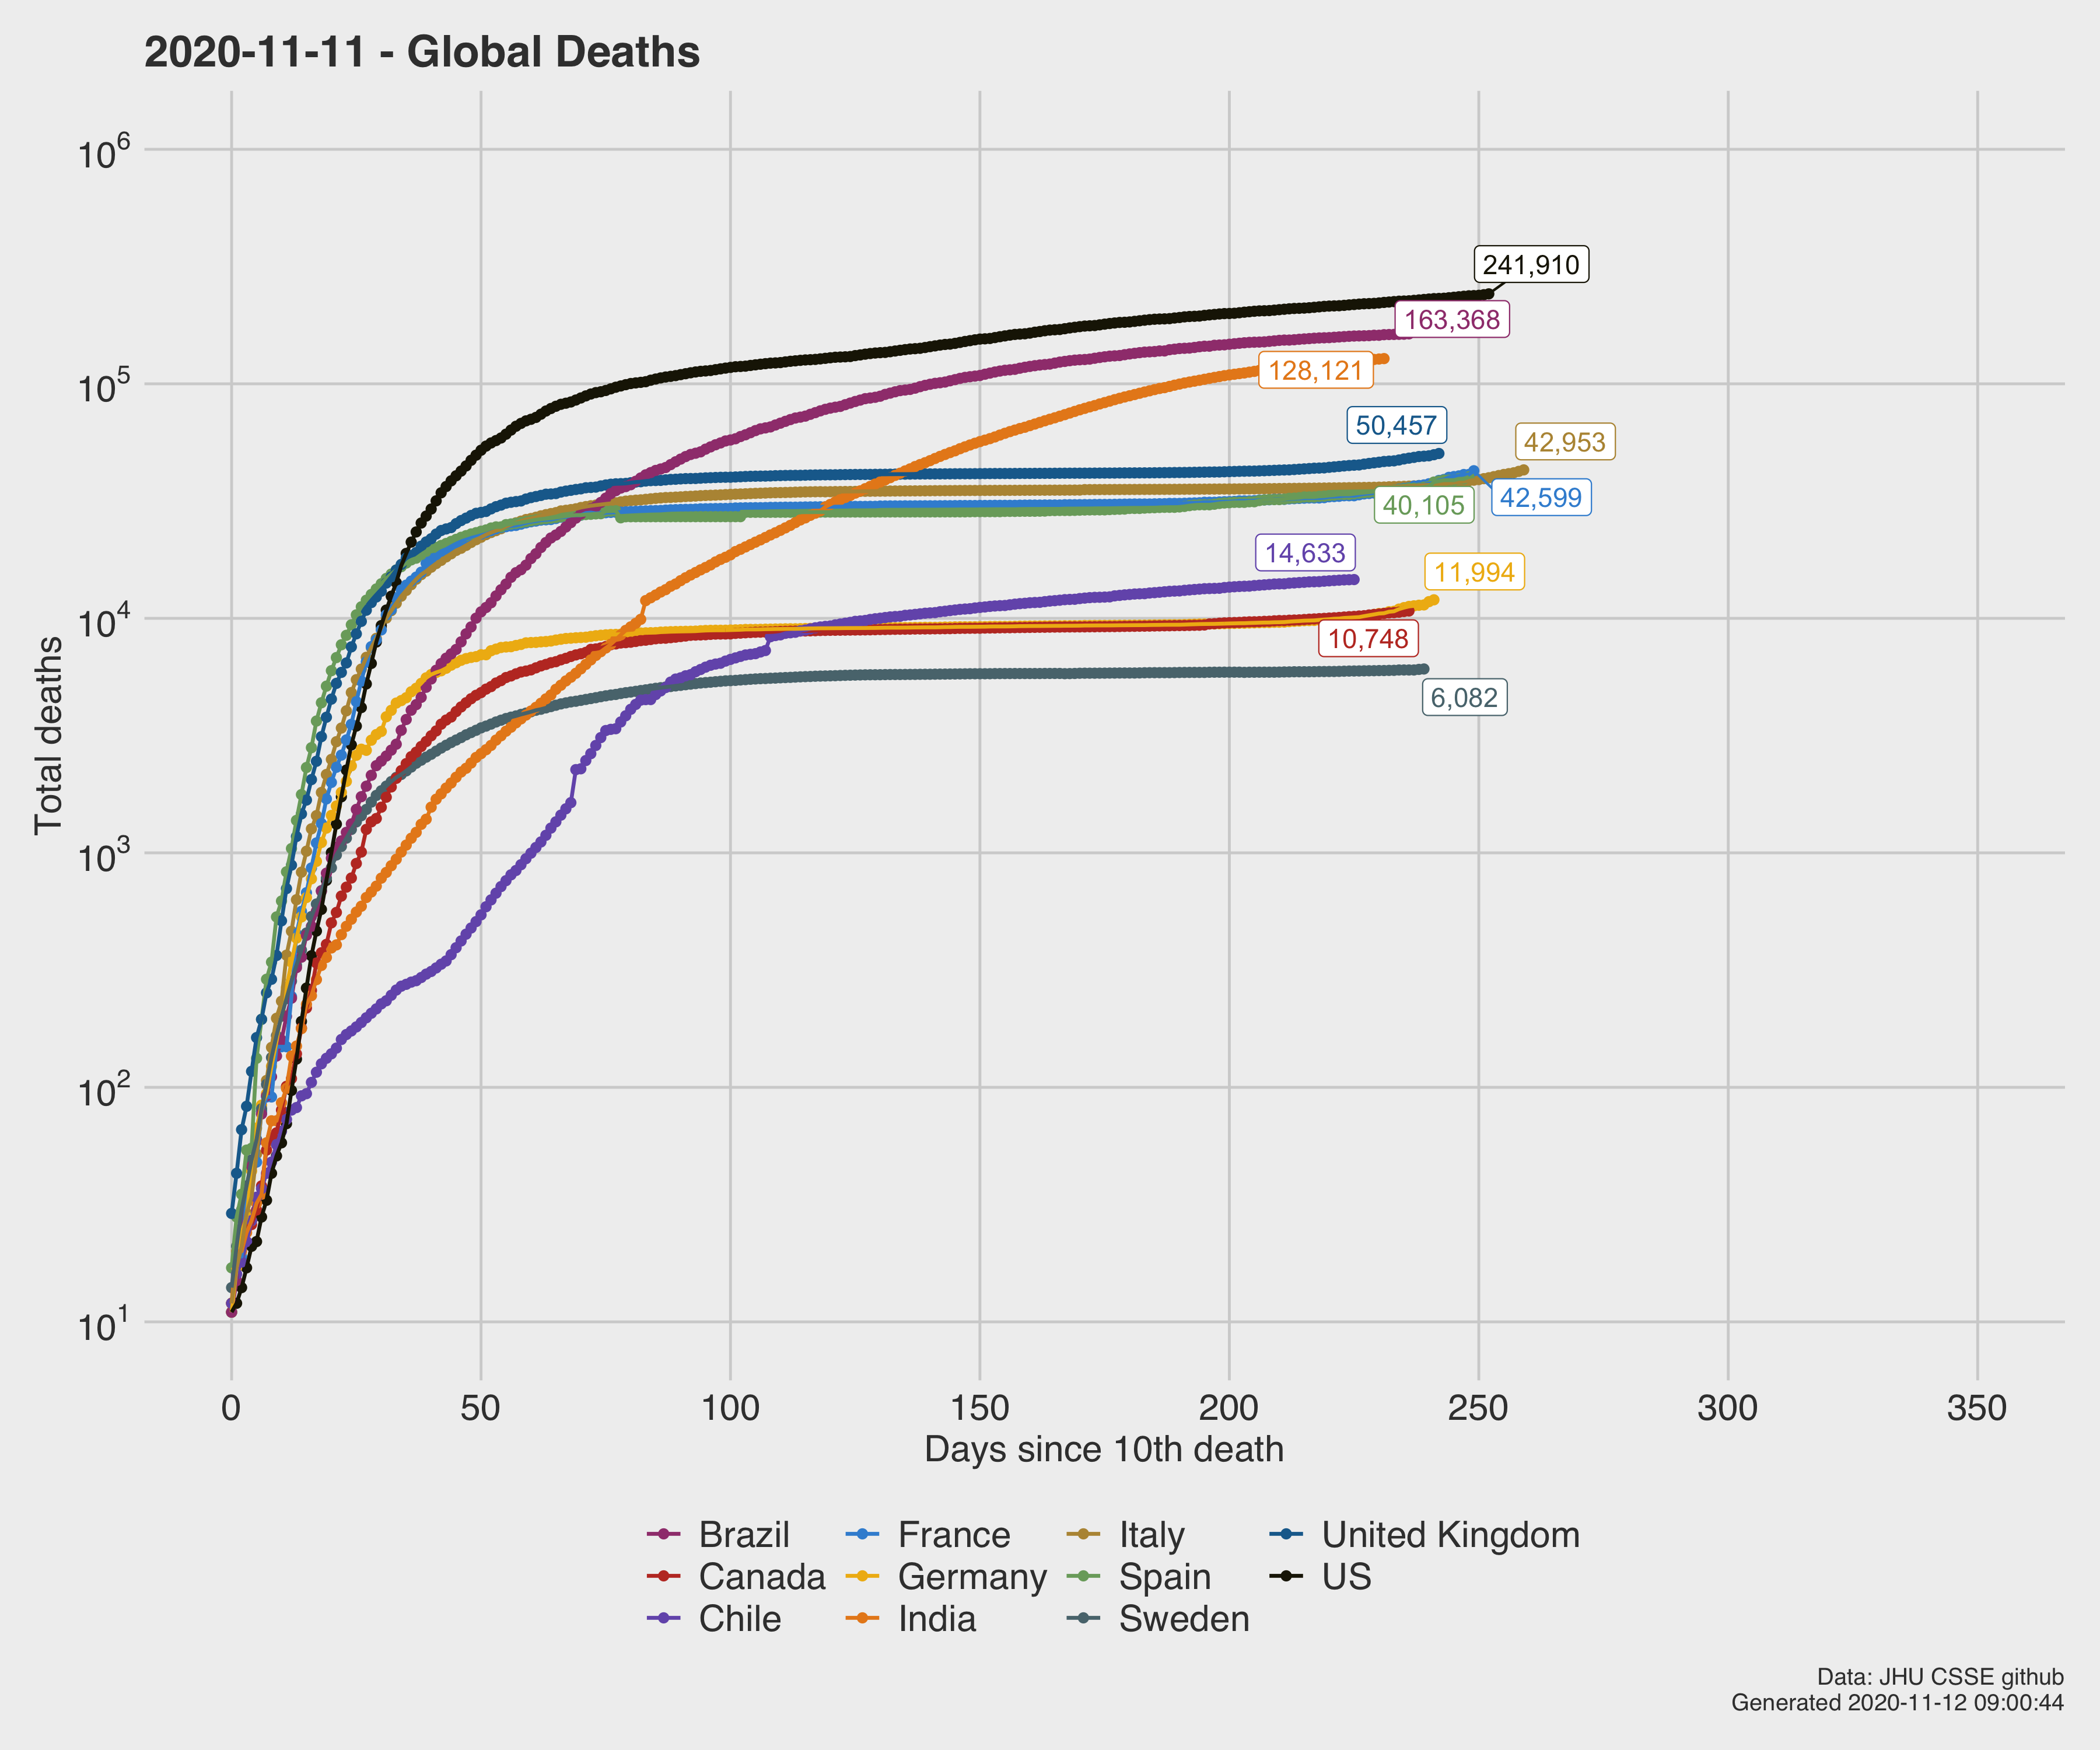 2020-11-11 - Global Deaths
10^6
10^5
10^4
10^3
10^2
10^1
Total deaths
241,910
163,368
128,121
50,457
42,953
42,599
40,105
14,633
11,994
10,748
6,082
0 50 100 150 200 250 300 350
Days since 10th death
Brazil France Italy United Kingdom
Canada Germany Spain US
Chile India Sweden
Data: JHU CSSE github
Generated 2020-11-12 09:00:44